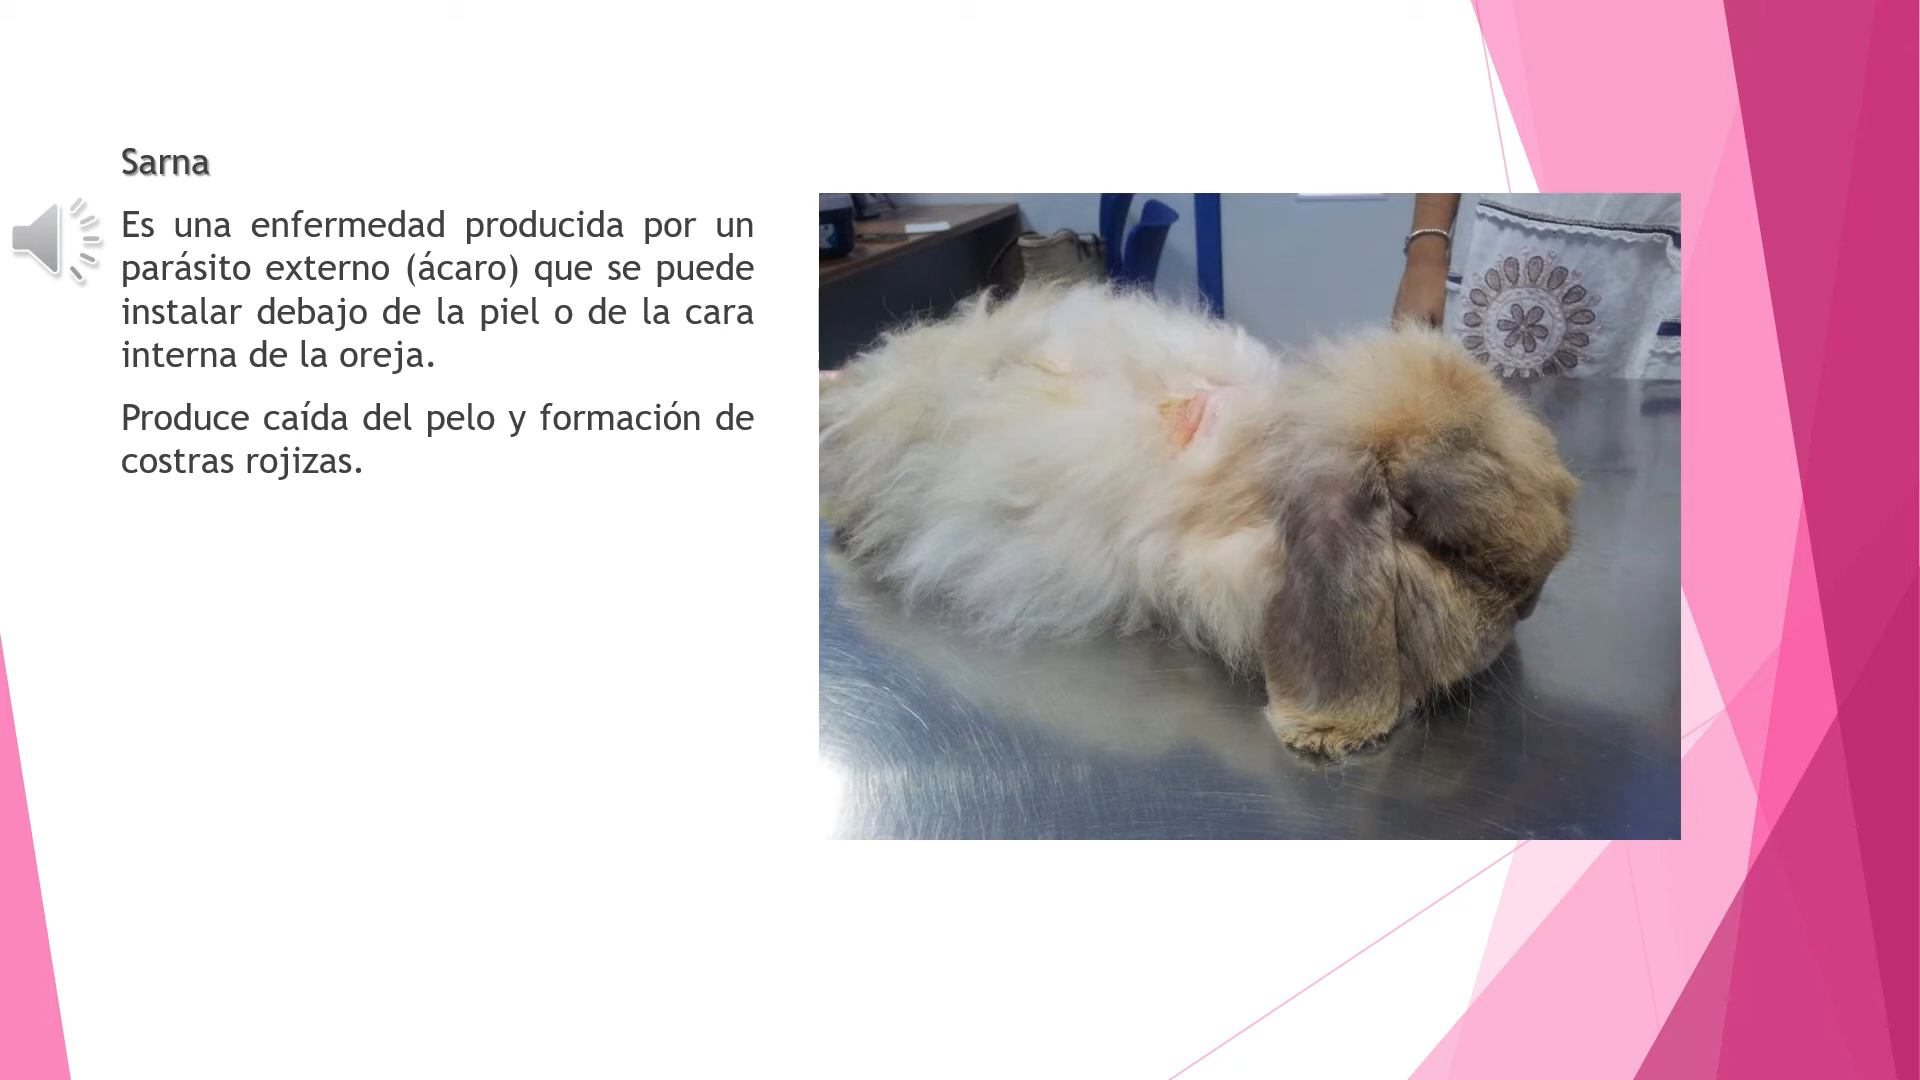 Sarna
Es una enfermedad producida por un
parásito externo (ácaro) que se puede
instalar debajo de la piel o de la cara
interna de la oreja.
Produce caída del pelo y formación de
costras rojizas.